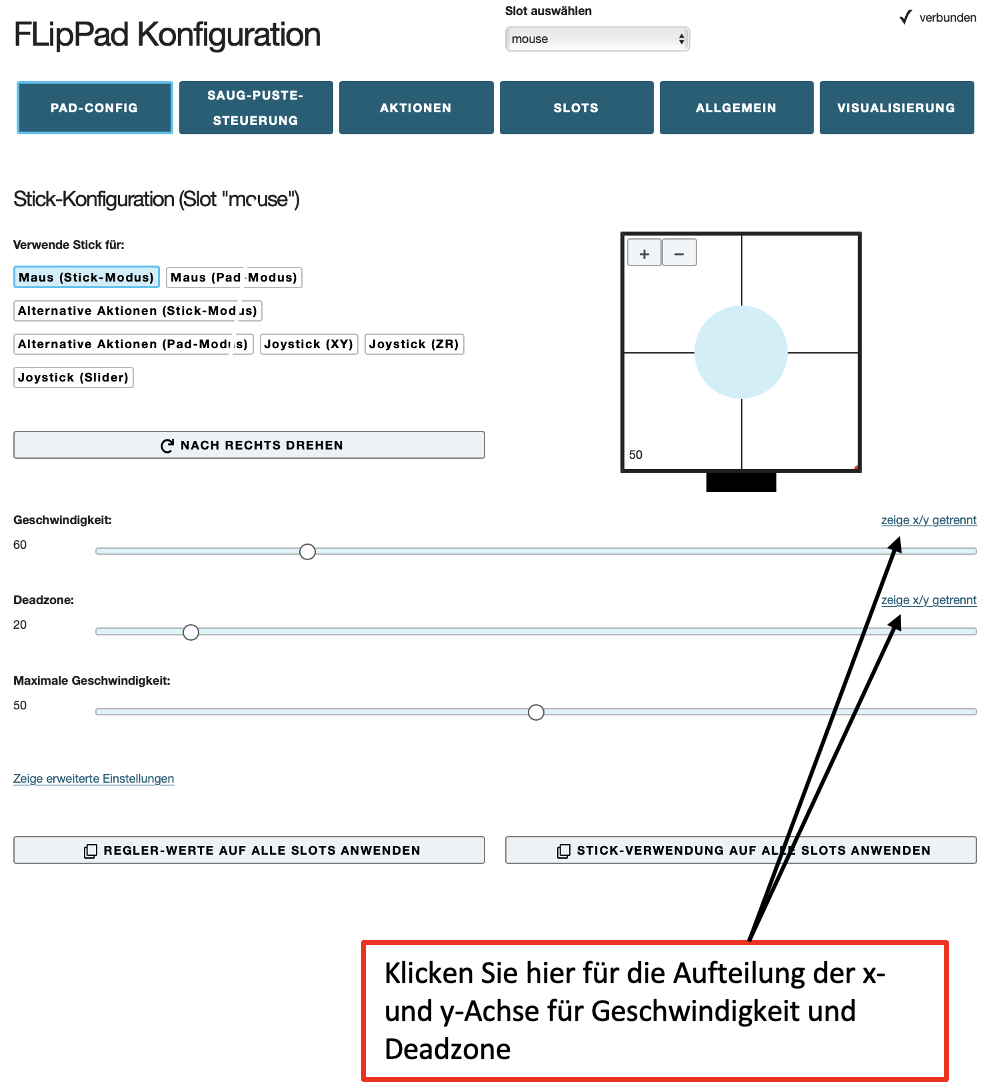 FLipPad Konfiguration
Slot auswählen
mouse
verbunden
PAD-CONFIG
SAUG-PUSTE-
STEUERUNG
AKTIONEN
SLOTS
ALLGEMEIN
VISUALISIERUNG
Stick-Konfiguration (Slot "mouse")
Verwende Stick für:
Maus (Stick-Modus) Maus (Pad-Modus)
Alternative Aktionen (Stick-Modus)
Alternative Aktionen (Pad-Modus) Joystick (XY) Joystick (ZR)
Joystick (Slider)
NACH RECHTS DREHEN
+ −
50
Geschwindigkeit: zeige x/y getrennt
60
Deadzone: zeige x/y getrennt
20
Maximale Geschwindigkeit:
50
Zeige erweiterte Einstellungen
REGLER-WERTE AUF ALLE SLOTS ANWENDEN
STICK-VERWENDUNG AUF ALLE SLOTS ANWENDEN
Klicken Sie hier für die Aufteilung der x-
und y-Achse für Geschwindigkeit und
Deadzone